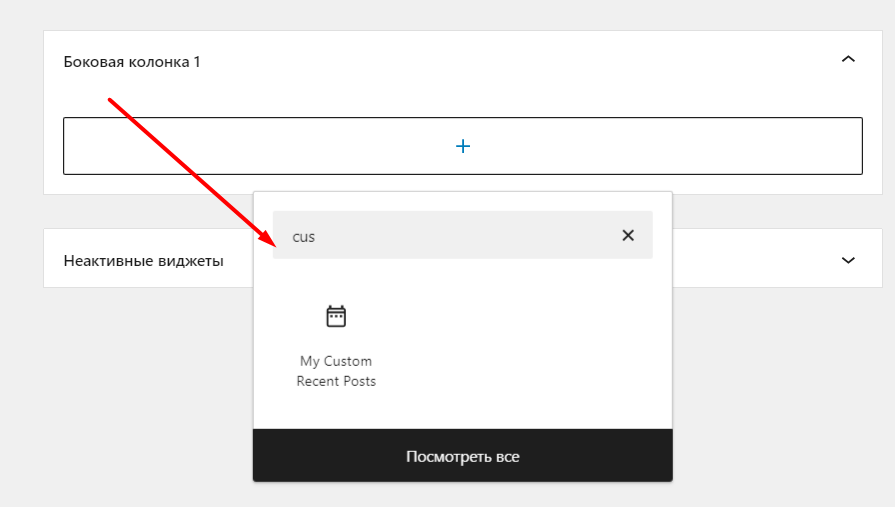 Боковая колонка 1
cus
Неактивные виджеты
My Custom
Recent Posts
Посмотреть все